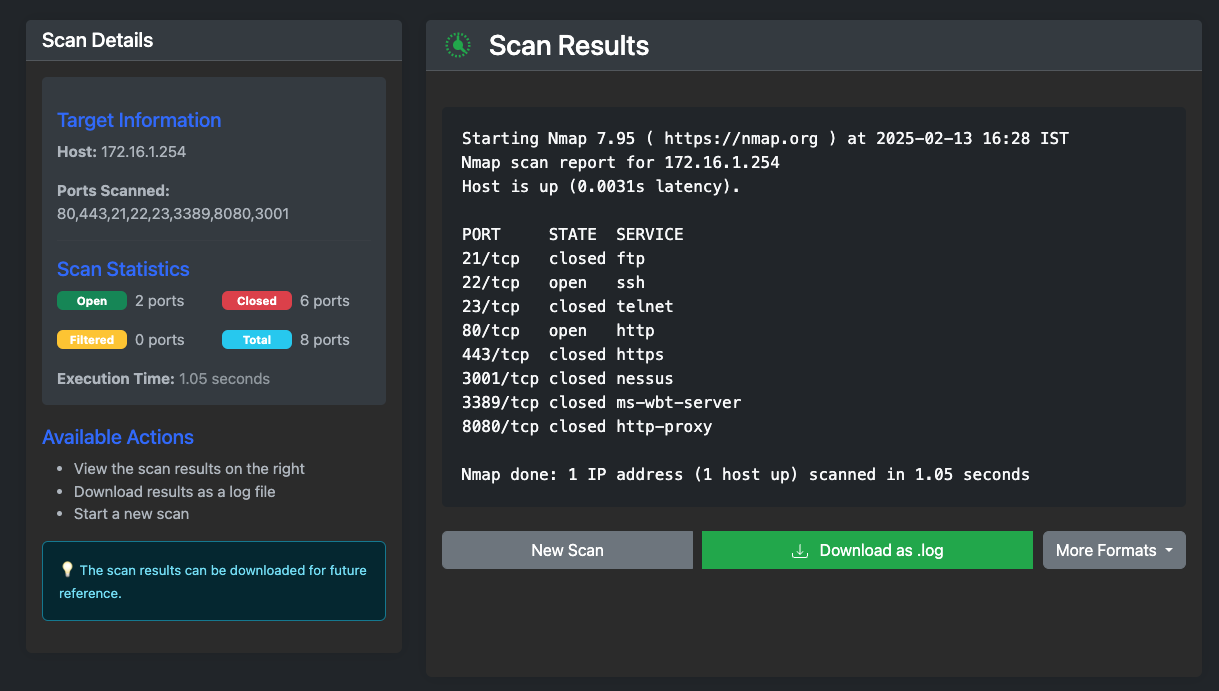 Scan Details
Target Information
Host: 172.16.1.254
Ports Scanned:
80,443,21,22,23,3389,8080,3001
Scan Statistics
Open 2 ports Closed 6 ports
Filtered 0 ports Total 8 ports
Execution Time: 1.05 seconds
Available Actions
• View the scan results on the right
• Download results as a log file
• Start a new scan
💡 The scan results can be downloaded for future
reference.
Scan Results
Starting Nmap 7.95 ( https://nmap.org ) at 2025-02-13 16:28 IST
Nmap scan report for 172.16.1.254
Host is up (0.0031s latency).
PORT     STATE  SERVICE
21/tcp   closed ftp
22/tcp   open   ssh
23/tcp   closed telnet
80/tcp   open   http
443/tcp  closed https
3001/tcp closed nessus
3389/tcp closed ms-wbt-server
8080/tcp closed http-proxy
Nmap done: 1 IP address (1 host up) scanned in 1.05 seconds
New Scan Download as .log More Formats